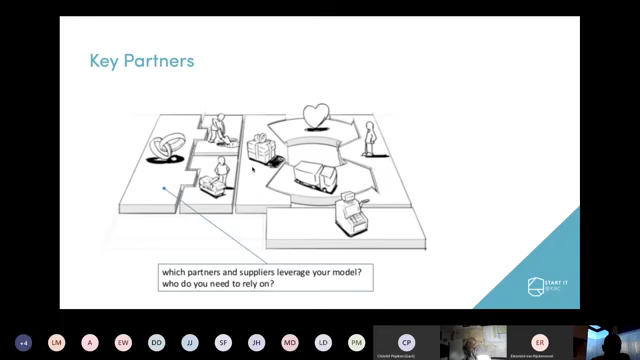 Key Partners
which partners and suppliers leverage your model?
who do you need to rely on?
START IT
@KBC
+4
LM
A
EW
DD
JJ
SF
JH
MD
LD
PM
CP
ER